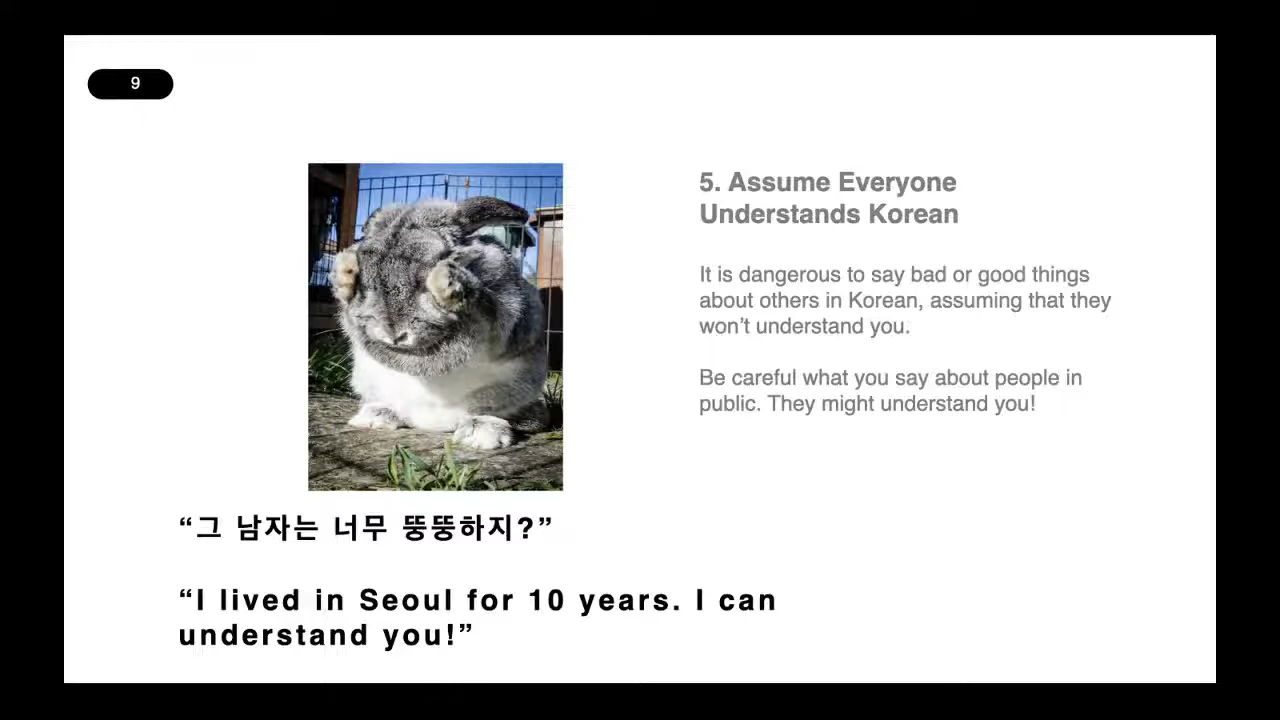 9
5. Assume Everyone
Understands Korean
It is dangerous to say bad or good things
about others in Korean, assuming that they
won’t understand you.
Be careful what you say about people in
public. They might understand you!
“그 남자는 너무 뚱뚱하지?”
“I lived in Seoul for 10 years. I can
understand you!”